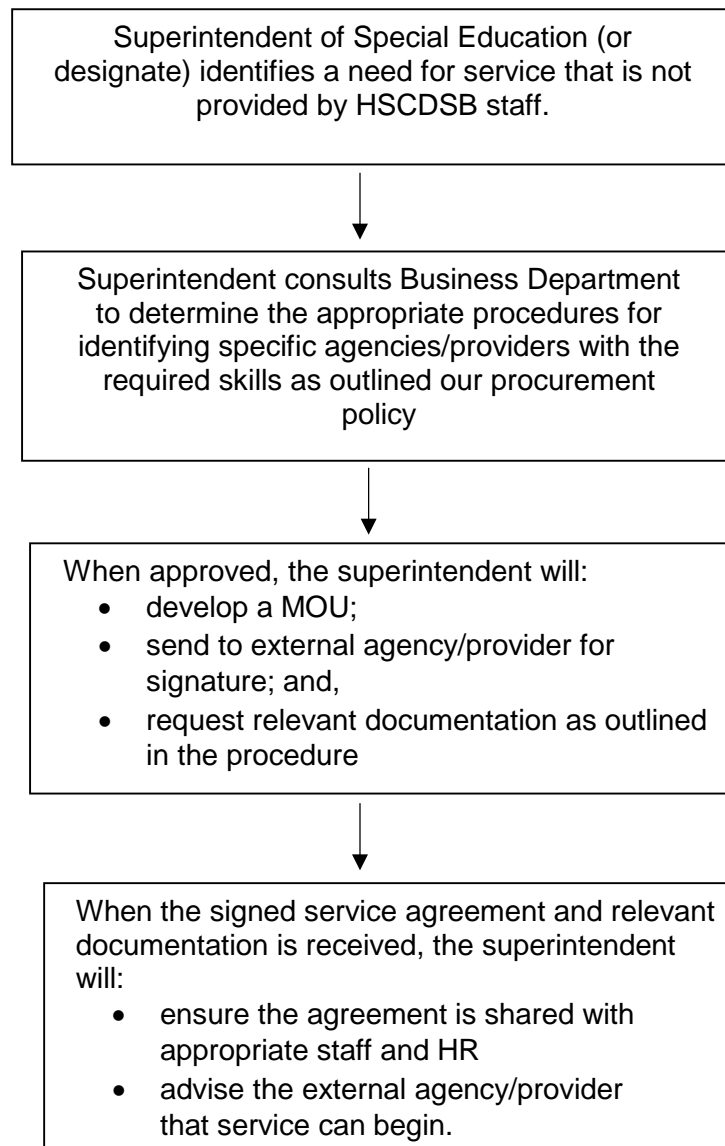 Superintendent of Special Education (or
designate) identifies a need for service that is not
provided by HSCDSB staff.
Superintendent consults Business Department
to determine the appropriate procedures for
identifying specific agencies/providers with the
required skills as outlined our procurement
policy
When approved, the superintendent will:
• develop a MOU;
• send to external agency/provider for
signature; and,
• request relevant documentation as outlined
in the procedure
When the signed service agreement and relevant
documentation is received, the superintendent
will:
• ensure the agreement is shared with
appropriate staff and HR
• advise the external agency/provider
that service can begin.